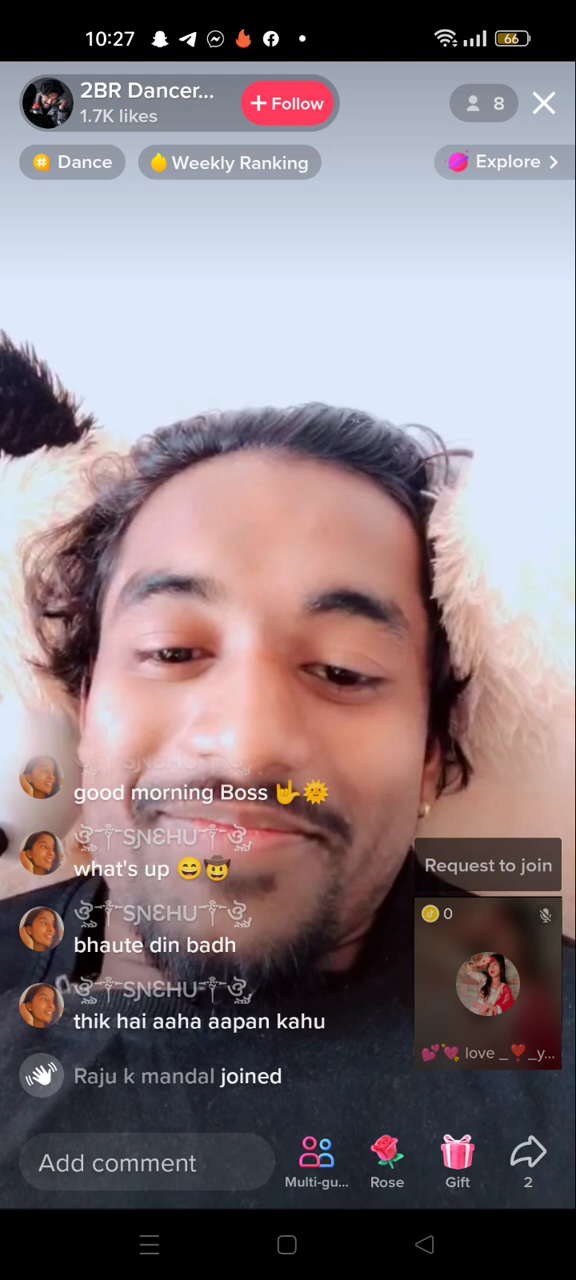 10:27
66
2BR Dancer...
1.7K likes
+ Follow
8
Dance
Weekly Ranking
Explore >
good morning Boss 🤟🌞
ঔৣ͜͡༒SNEHU༒ঔৣ͜͡
what's up 😄🤠
bhaute din badh
thik hai aaha aapan kahu
Raju k mandal joined
Request to join
0
💕💘 love _❣️_y...
Add comment
Multi-gu...
Rose
Gift
2